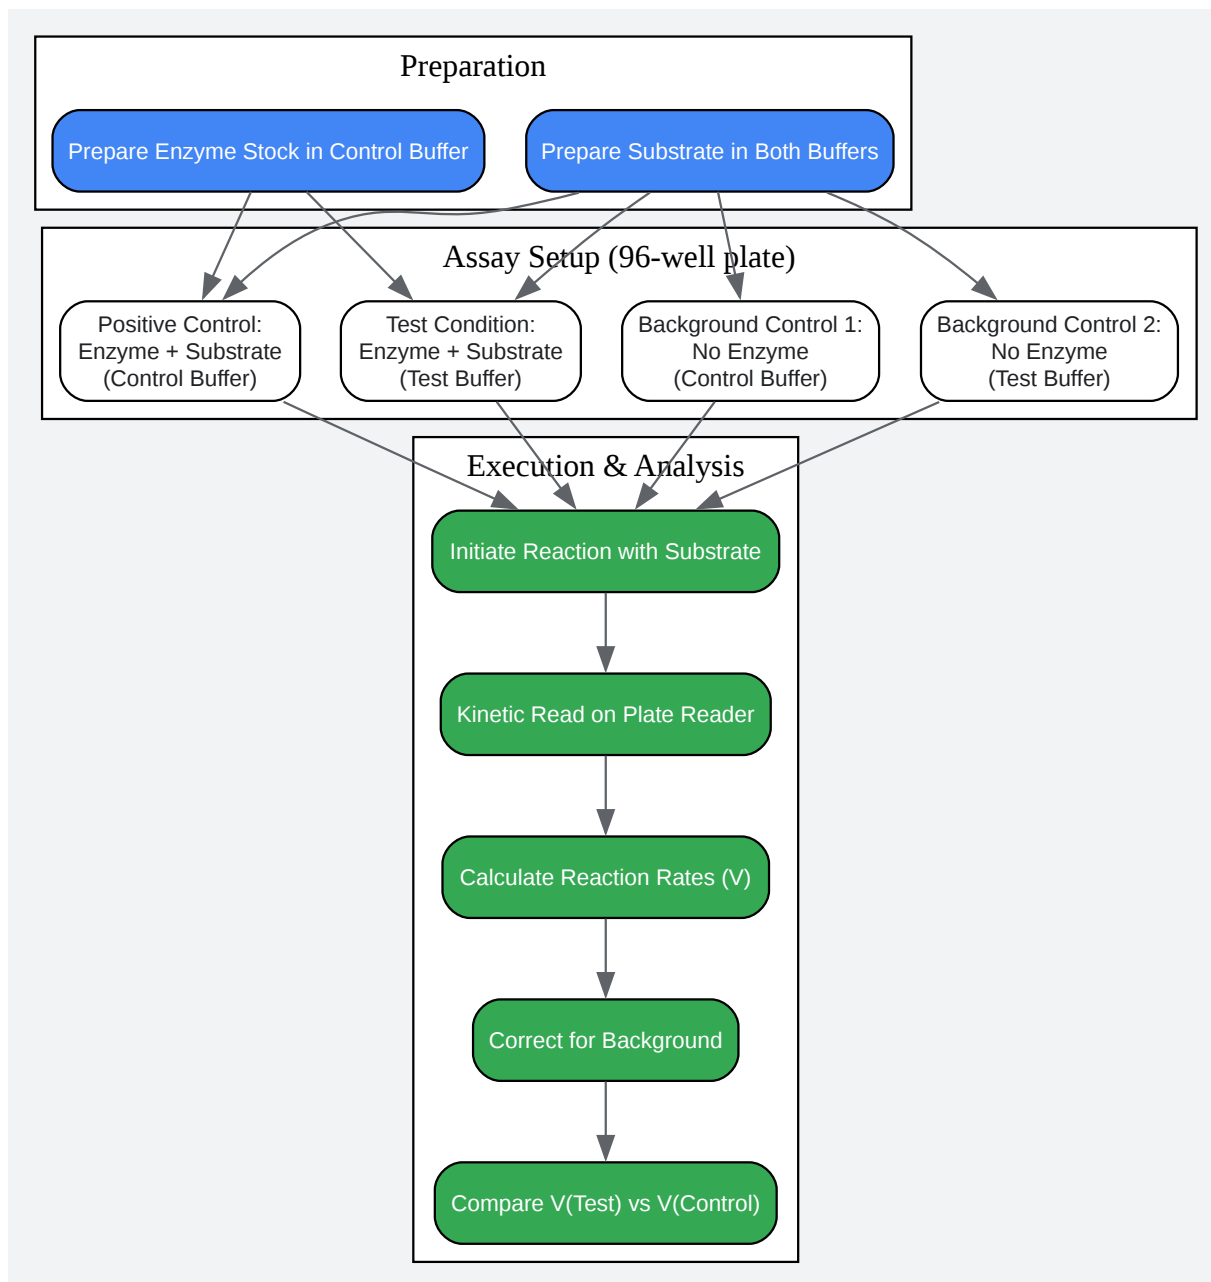 Preparation
Prepare Enzyme Stock in Control Buffer
Prepare Substrate in Both Buffers
Assay Setup (96-well plate)
Positive Control:
Enzyme + Substrate
(Control Buffer)
Test Condition:
Enzyme + Substrate
(Test Buffer)
Background Control 1:
No Enzyme
(Control Buffer)
Background Control 2:
No Enzyme
(Test Buffer)
Execution & Analysis
Initiate Reaction with Substrate
Kinetic Read on Plate Reader
Calculate Reaction Rates (V)
Correct for Background
Compare V(Test) vs V(Control)